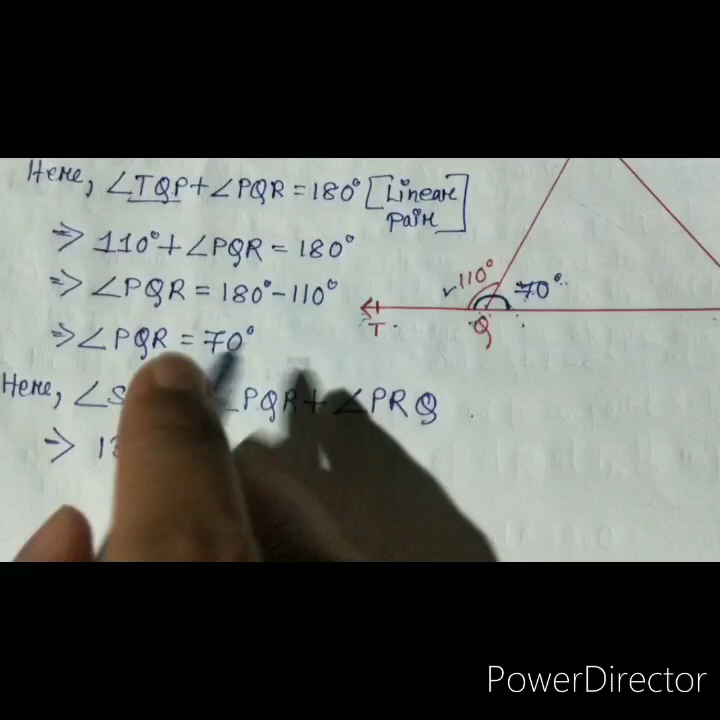 Here, ∠TQP+∠PQR=180° [Linear pair]
⇒ 110°+∠PQR = 180°
⇒ ∠PQR = 180°-110°
⇒ ∠PQR = 70°
Here, ∠PQR+∠PRQ
⇒
110°
70°
T
Q
PowerDirector